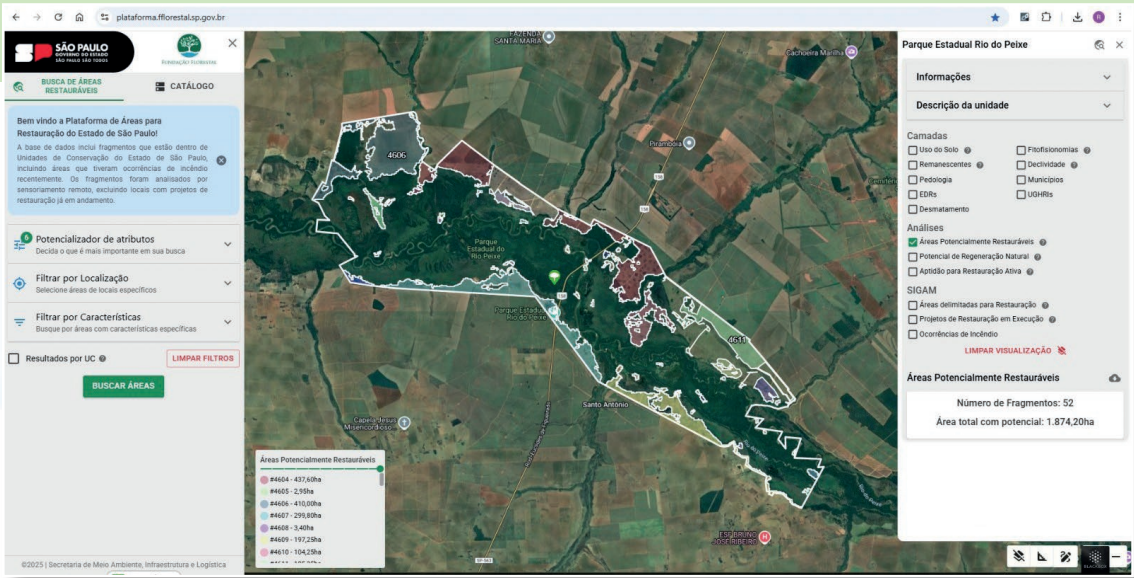 plataforma.fflorestal.sp.gov.br
SÃO PAULO
GOVERNO DO ESTADO
SÃO PAULO SÃO TODOS
FUNDAÇÃO FLORESTAL
BUSCA DE ÁREAS
RESTAURÁVEIS
CATÁLOGO
Bem vindo a Plataforma de Áreas para
Restauração do Estado de São Paulo!
A base de dados inclui fragmentos que estão dentro de
Unidades de Conservação do Estado de São Paulo,
incluindo áreas que tiveram ocorrências de incêndio
recentemente. Os fragmentos foram analisados por
sensoriamento remoto, excluindo locais com projetos de
restauração já em andamento.
6
Potencializador de atributos
Decida o que é mais importante em sua busca
Filtrar por Localização
Selecione áreas de locais específicos
Filtrar por Características
Busque por áreas com características específicas
Resultados por UC
LIMPAR FILTROS
BUSCAR ÁREAS
©2025 | Secretaria de Meio Ambiente, Infraestrutura e Logística
FAZENDA
SANTA MARIA
Cachoeira Marilha
Pirambóia
4606
Parque
Estadual do
Rio do Peixe
Parque Estadual
Rio do Peixe
4611
Santo Antônio
Capela Jesus
Misericordioso...
ESF BRUNO
JOSE RIBEIRO
Áreas Potencialmente Restauráveis
#4604 - 437,60ha
#4605 - 2,95ha
#4606 - 410,00ha
#4607 - 299,80ha
#4608 - 3,40ha
#4609 - 197,25ha
#4610 - 104,25ha
Parque Estadual Rio do Peixe
Informações
Descrição da unidade
Camadas
Uso do Solo
Fitofisionomias
Remanescentes
Declividade
Pedologia
Municípios
EDRs
UGHRIs
Desmatamento
Análises
Áreas Potencialmente Restauráveis
Potencial de Regeneração Natural
Aptidão para Restauração Ativa
SIGAM
Áreas delimitadas para Restauração
Projetos de Restauração em Execução
Ocorrências de Incêndio
LIMPAR VISUALIZAÇÃO
Áreas Potencialmente Restauráveis
Número de Fragmentos: 52
Área total com potencial: 1.874,20ha